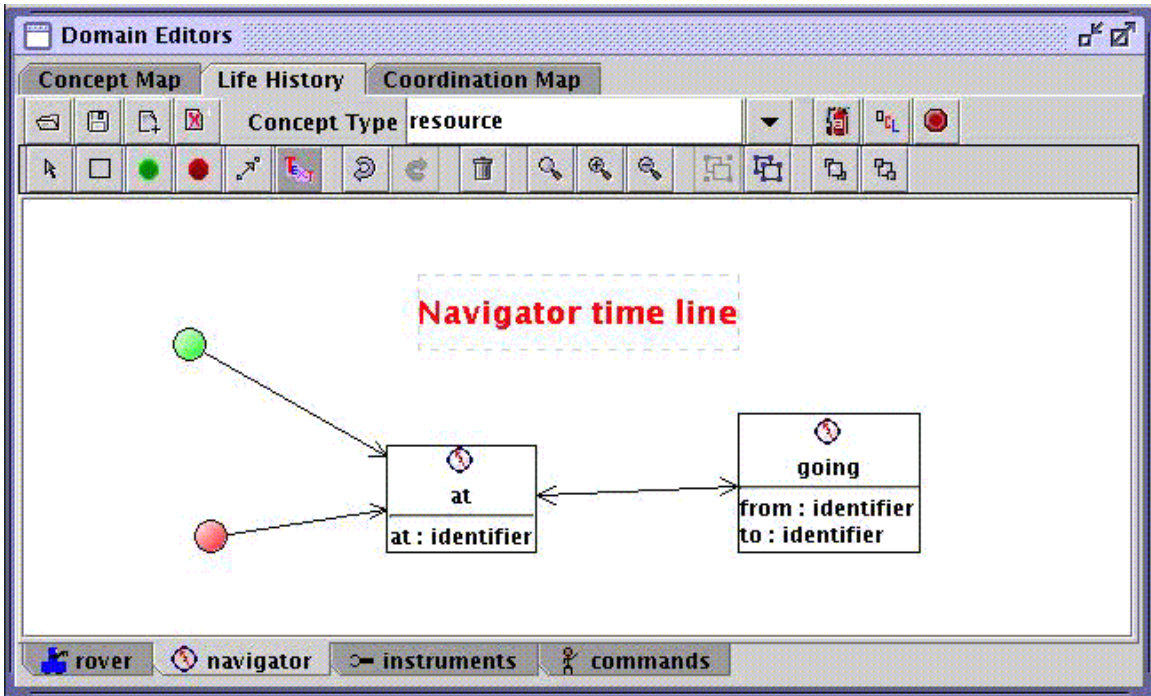 Domain Editors
Concept Map Life History Coordination Map
Concept Type resource
TEXT
Navigator time line
going
from : identifier
to : identifier
at
at : identifier
rover navigator instruments commands